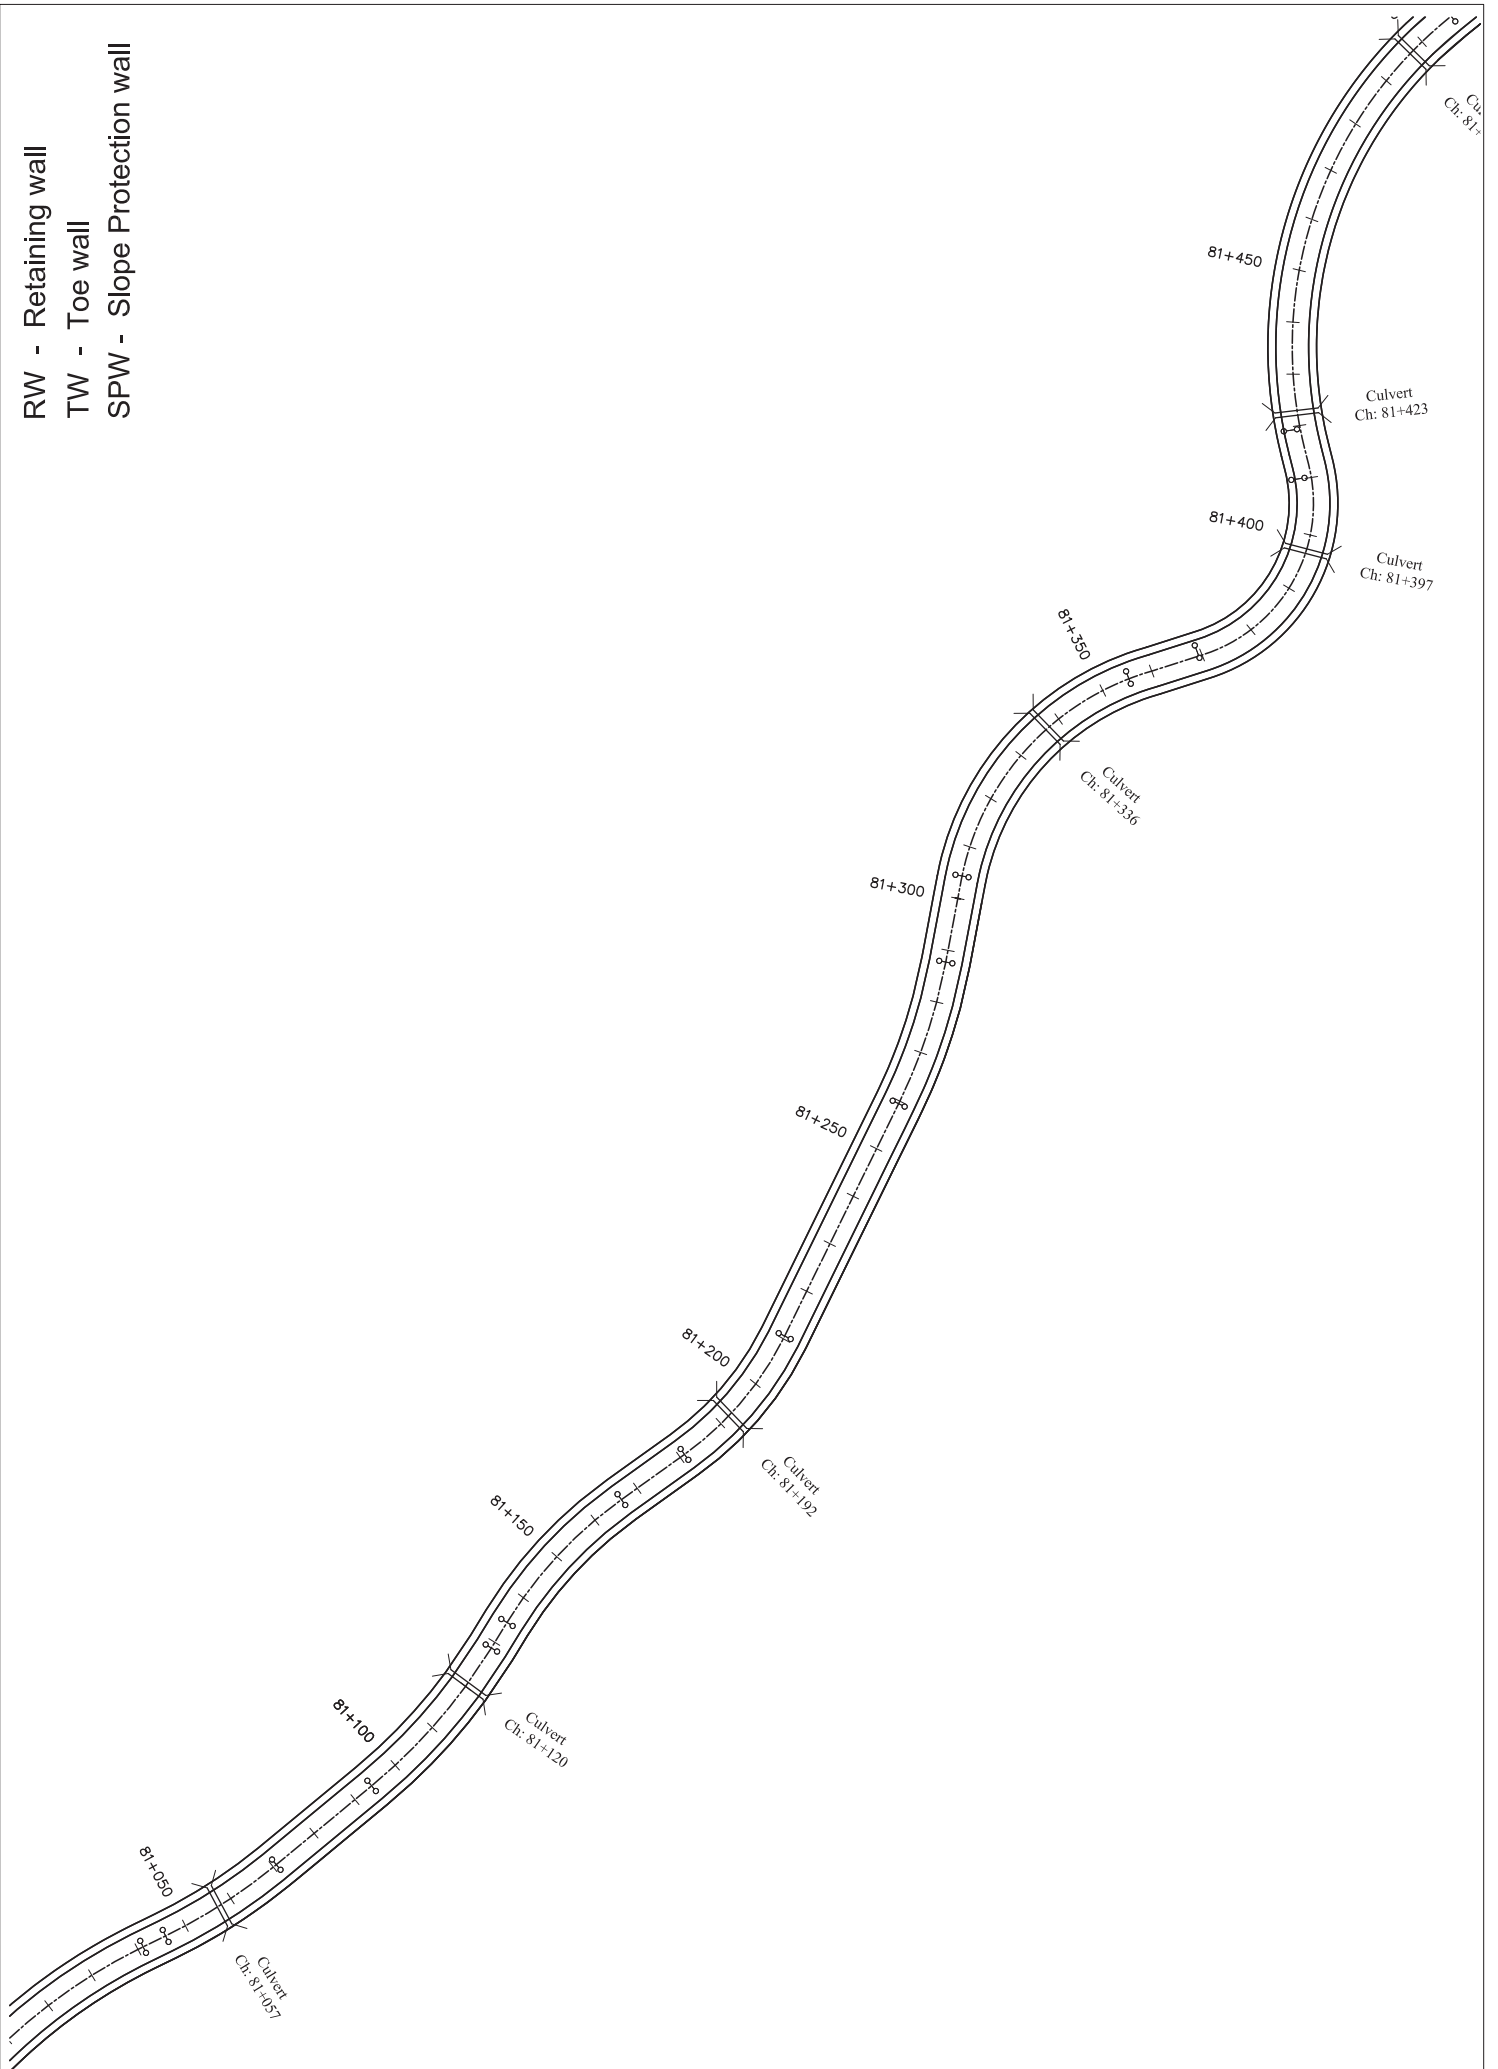 RW - Retaining wall
TW - Toe wall
SPW - Slope Protection wall
Ch: 81+
81+450
Culvert
Ch: 81+423
81+400
Culvert
Ch: 81+397
81+350
Culvert
Ch: 81+336
81+300
81+250
81+200
Culvert
Ch: 81+192
81+150
Culvert
Ch: 81+120
81+100
81+050
Culvert
Ch: 81+057